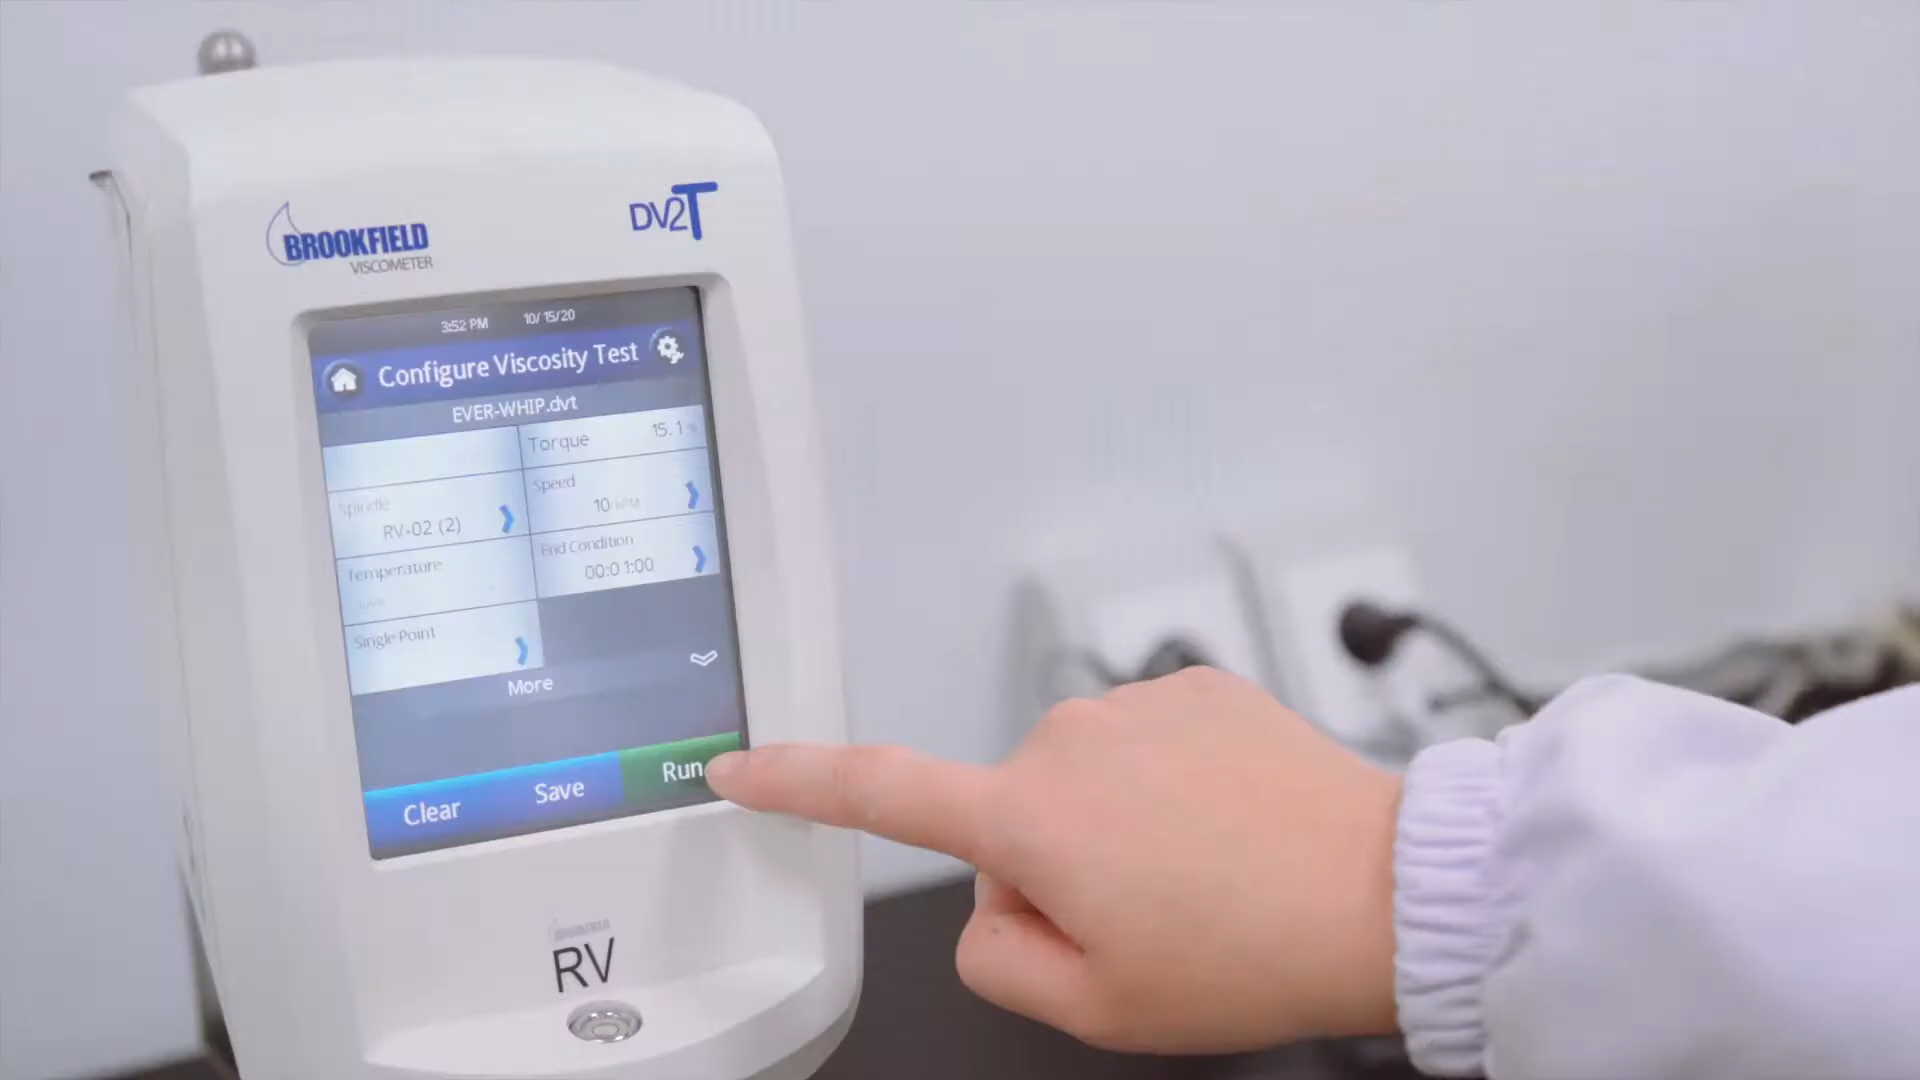 BROOKFIELD
VISCOMETER
DV2T
3:52 PM 10/15/20
Configure Viscosity Test
EVER-WHIP.dvt
Torque 15.1
Spindle
RV-02 (2)
Speed
10 RPM
Temperature
End Condition
00:01:00
Single Point
More
Clear Save Run
RV